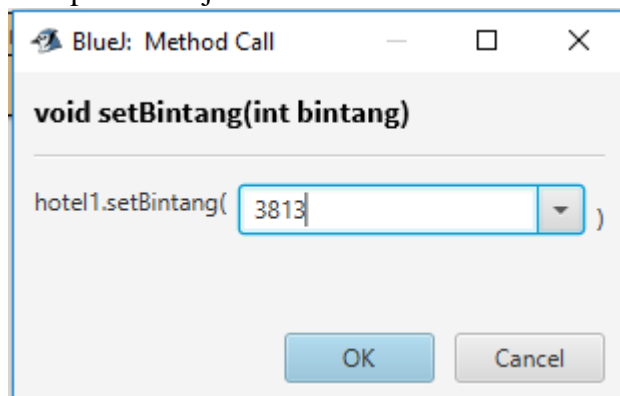 BlueJ: Method Call
void setBintang(int bintang)
hotel1.setBintang( 3813 )
OK Cancel